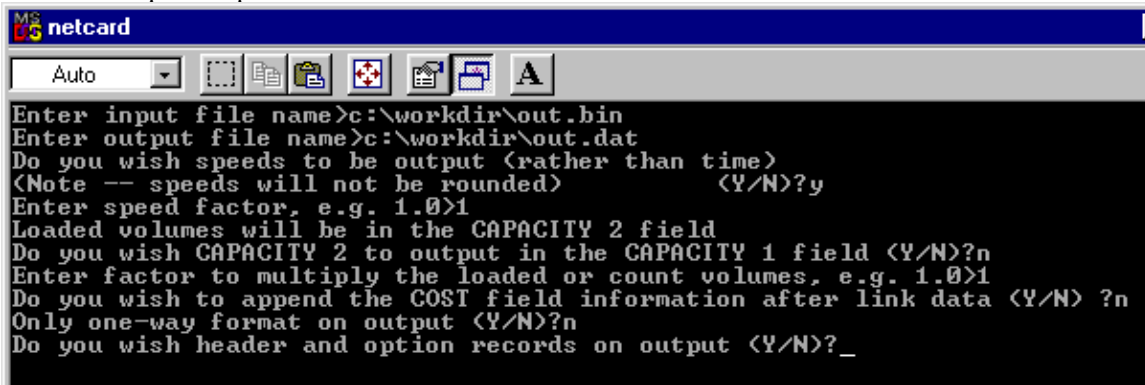 netcard
Auto
A
Enter input file name>c:\workdir\out.bin
Enter output file name>c:\workdir\out.dat
Do you wish speeds to be output (rather than time)
(Note -- speeds will not be rounded)              (Y/N)?y
Enter speed factor, e.g. 1.0>1
Loaded volumes will be in the CAPACITY 2 field
Do you wish CAPACITY 2 to output in the CAPACITY 1 field (Y/N)?n
Enter factor to multiply the loaded or count volumes, e.g. 1.0>1
Do you wish to append the COST field information after link data (Y/N) ?n
Only one-way format on output (Y/N)?n
Do you wish header and option records on output (Y/N)?_